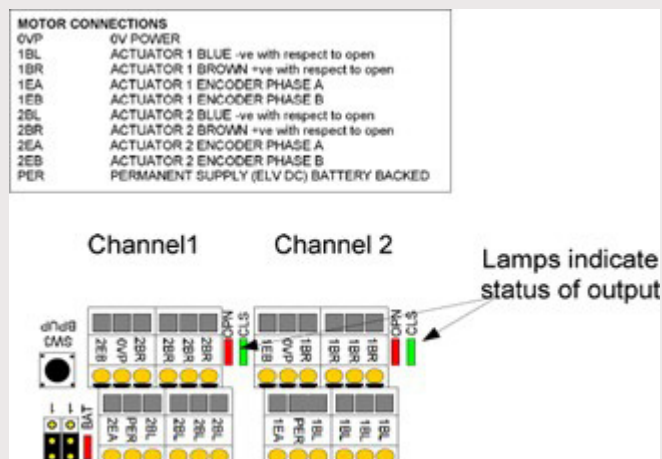 MOTOR CONNECTIONS
0VP 0V POWER
1BL ACTUATOR 1 BLUE -ve with respect to open
1BR ACTUATOR 1 BROWN +ve with respect to open
1EA ACTUATOR 1 ENCODER PHASE A
1EB ACTUATOR 1 ENCODER PHASE B
2BL ACTUATOR 2 BLUE -ve with respect to open
2BR ACTUATOR 2 BROWN +ve with respect to open
2EA ACTUATOR 2 ENCODER PHASE A
2EB ACTUATOR 2 ENCODER PHASE B
PER PERMANENT SUPPLY (ELV DC) BATTERY BACKED
Channel1 Channel 2
Lamps indicate
status of output
BPUP
SW3
2EB 0VP 2BR 2BR 2BR 2BR OPN CLS
1EB 0VP 1BR 1BR 1BR 1BR OPN CLS
1 1 BAT
2EA PER 2BL 2BL 2BL 2BL
1EA PER 1BL 1BL 1BL 1BL